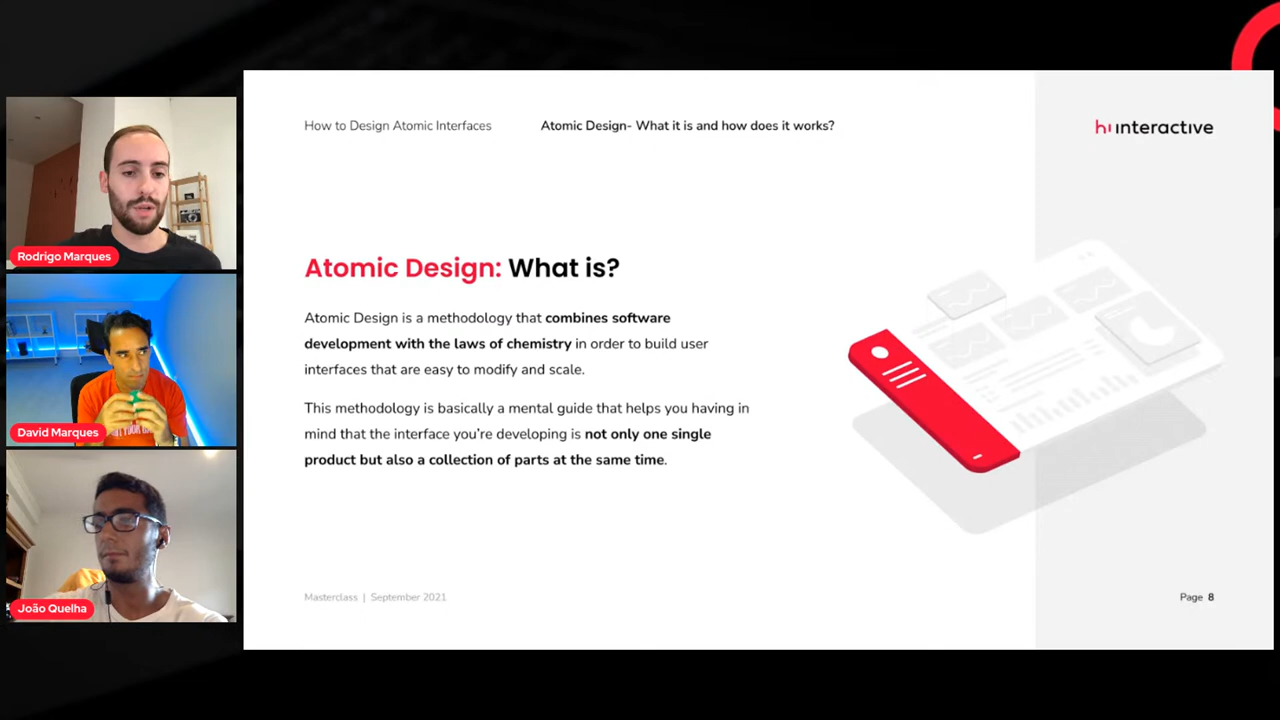 How to Design Atomic Interfaces
Atomic Design- What it is and how does it works?
hi interactive
Rodrigo Marques
David Marques
João Quelha
Atomic Design: What is?
Atomic Design is a methodology that combines software
development with the laws of chemistry in order to build user
interfaces that are easy to modify and scale.
This methodology is basically a mental guide that helps you having in
mind that the interface you're developing is not only one single
product but also a collection of parts at the same time.
Masterclass | September 2021
Page 8